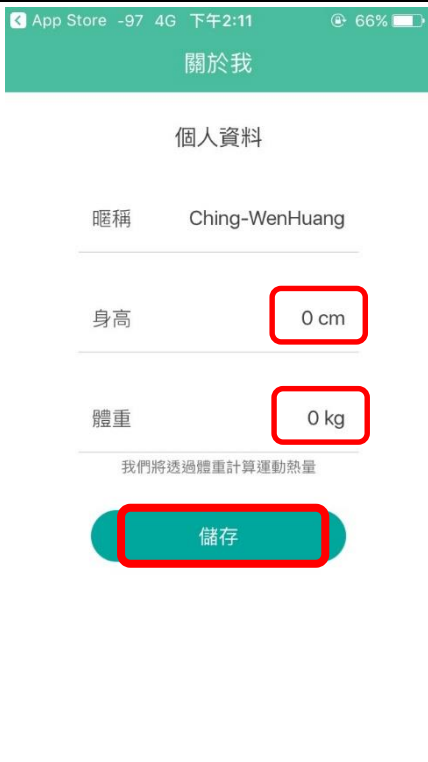 App Store -97 4G 下午2:11 66%
關於我
個人資料
暱稱 Ching-WenHuang
身高 0 cm
體重 0 kg
我們將透過體重計算運動熱量
儲存